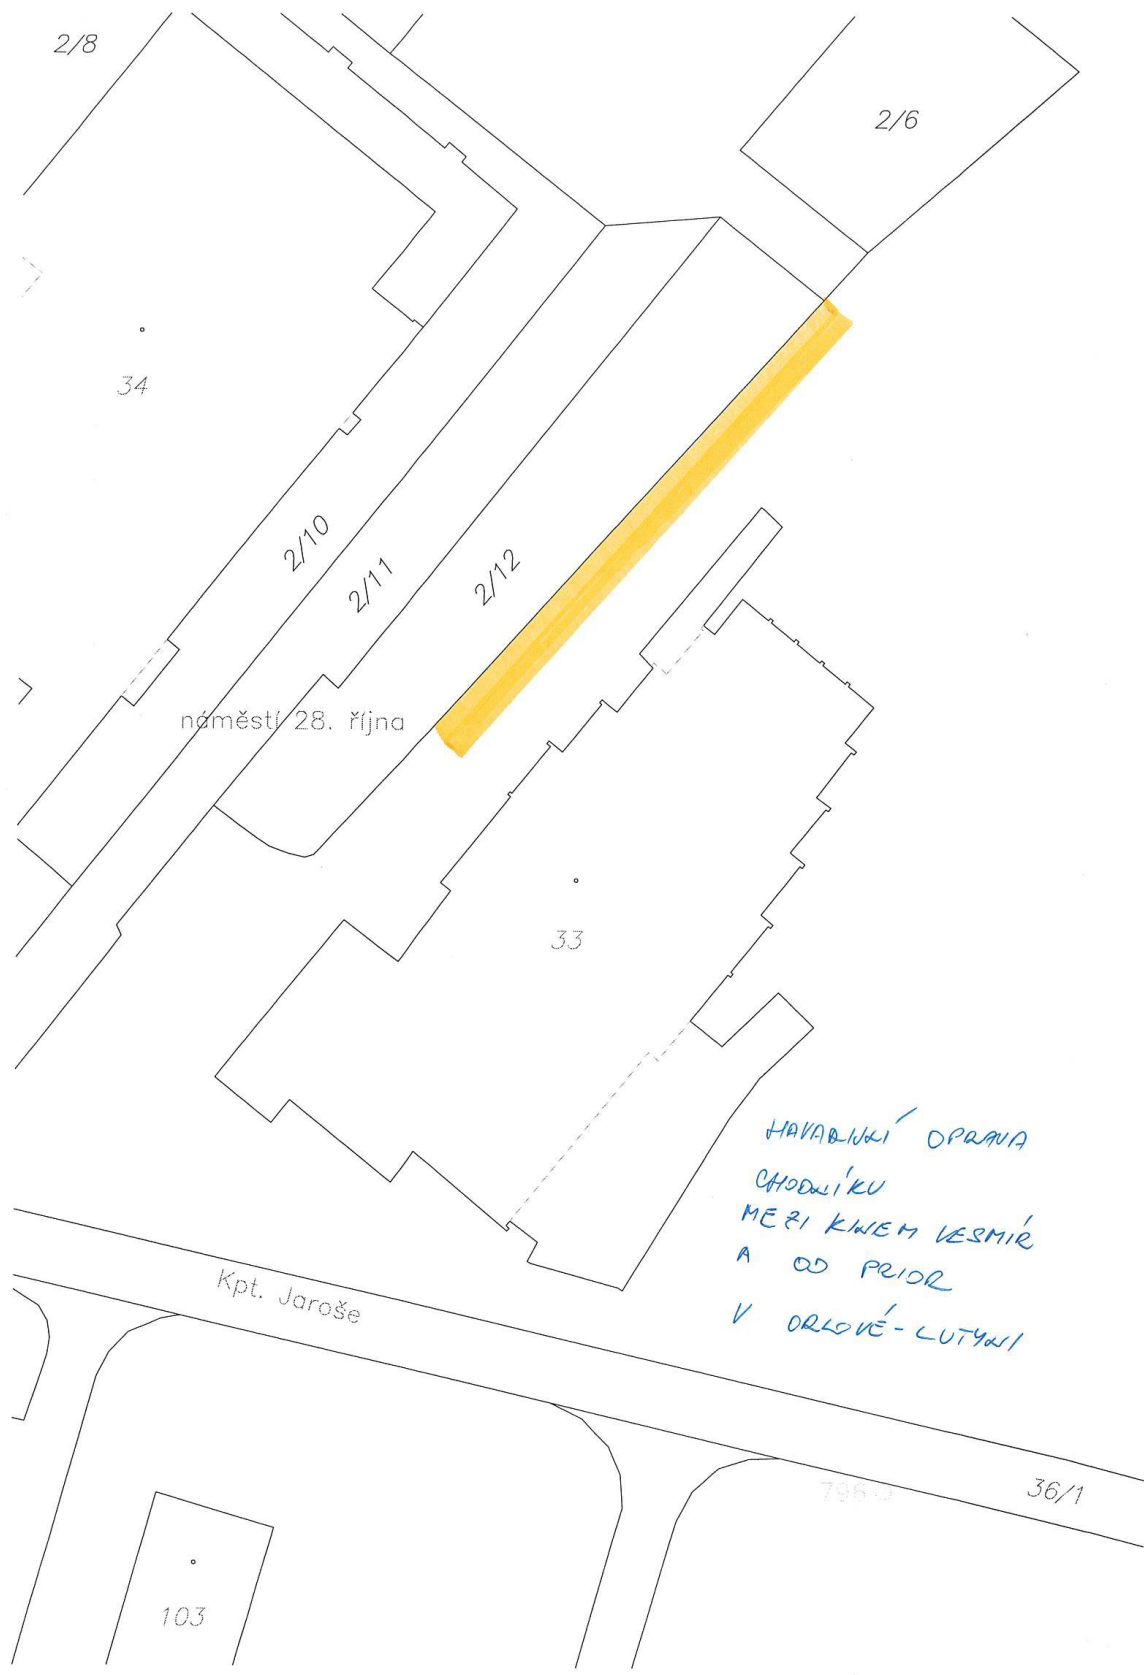 2/8
2/6
34
2/10
2/11
2/12
náměstí 28. října
33
HAVARIJNÍ OPRAVA
CHODNÍKU
MEZI KINEM VESMÍR
A OD PRIOR
V ORLOVÉ-LUTYNI
Kpt. Jaroše
36/1
103